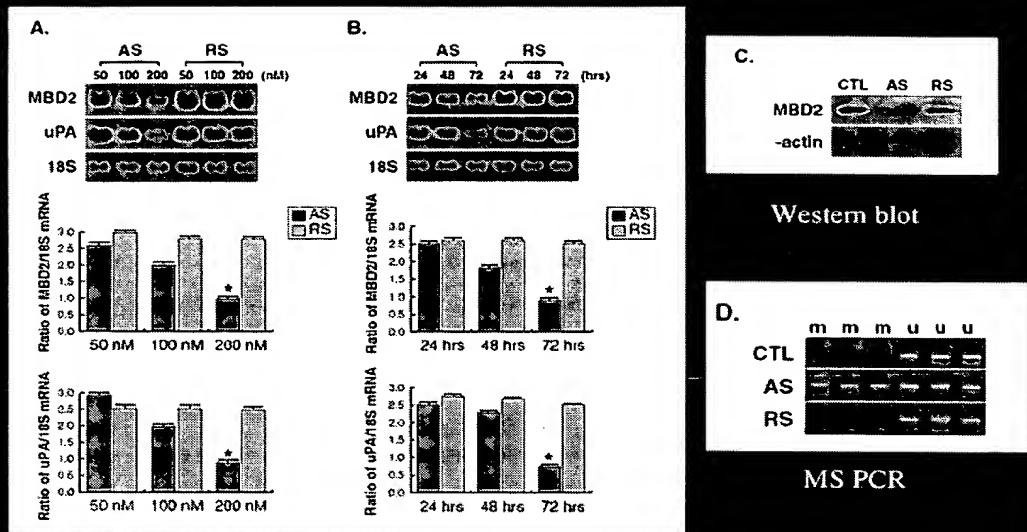 A.
AS RS
50 100 200 50 100 200 (nM)
MBD2
uPA
18S
AS
RS
Ratio of MBD2/18S mRNA
3.0
2.5
2.0
1.5
1.0
0.5
0.0
*
50 nM 100 nM 200 nM
Ratio of uPA/18S mRNA
3.0
2.5
2.0
1.5
1.0
0.5
0.0
*
50 nM 100 nM 200 nM
B.
AS RS
24 48 72 24 48 72 (hrs)
MBD2
uPA
18S
AS
RS
Ratio of MBD2/18S mRNA
3.0
2.5
2.0
1.5
1.0
0.5
0.0
*
24 hrs 48 hrs 72 hrs
Ratio of uPA/18S mRNA
3.0
2.5
2.0
1.5
1.0
0.5
0.0
*
24 hrs 48 hrs 72 hrs
C.
CTL AS RS
MBD2
-actin
Western blot
D.
m m m u u u
CTL
AS
RS
MS PCR